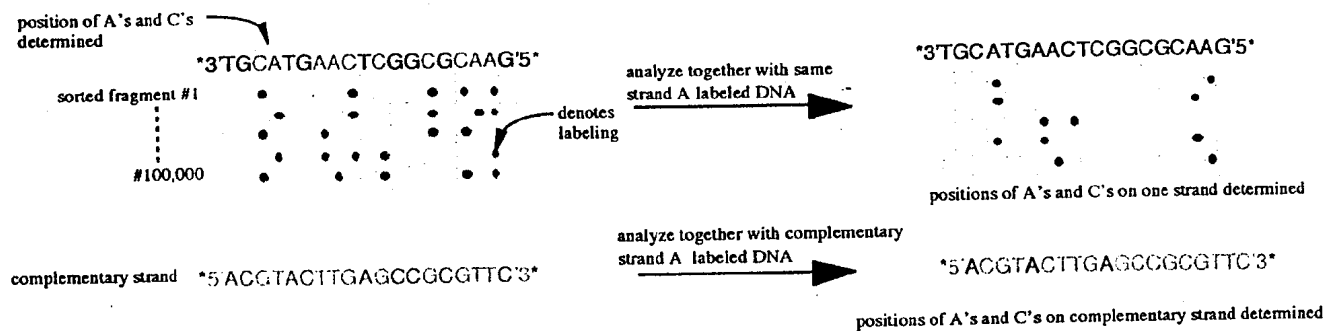 position of A's and C's
determined
*3'TGCATGAACTCGGCGCAAG'5*
sorted fragment #1
#100,000
denotes
labeling
analyze together with same
strand A labeled DNA
*3'TGCATGAACTCGGCGCAAG'5*
positions of A's and C's on one strand determined
complementary strand *5'ACGTACTTGAGCCGCGTTC'3*
analyze together with complementary
strand A labeled DNA
*5'ACGTACTTGAGCCGCGTTC'3*
positions of A's and C's on complementary strand determined